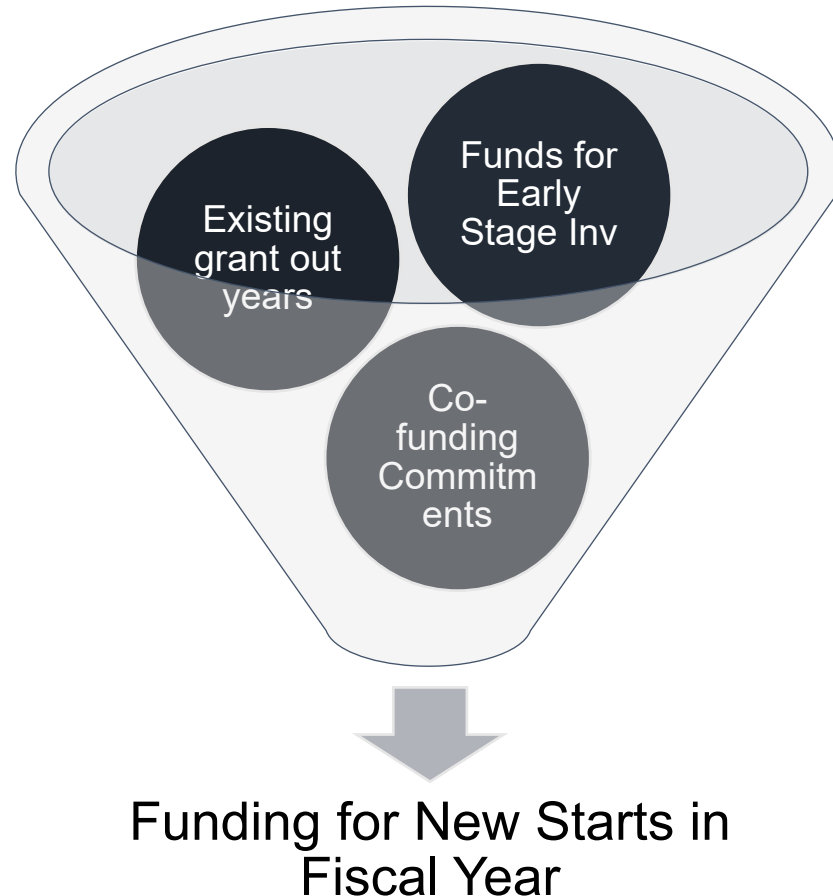 Existing
grant out
years
Funds for
Early
Stage Inv
Co-
funding
Commitm
ents
Funding for New Starts in
Fiscal Year